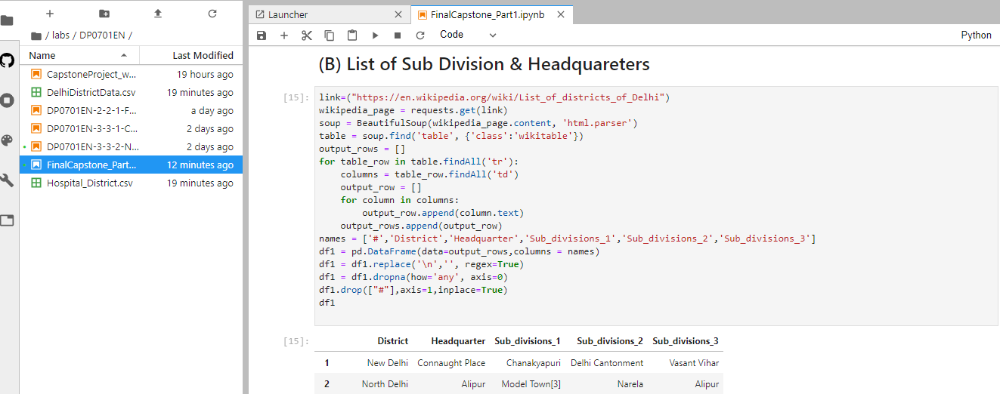 / labs / DP0701EN /
Name Last Modified
CapstoneProject_w... 19 hours ago
DelhiDistrictData.csv 19 minutes ago
DP0701EN-2-2-1-F... a day ago
DP0701EN-3-3-1-C... 2 days ago
DP0701EN-3-3-2-N... 2 days ago
FinalCapstone_Part... 12 minutes ago
Hospital_District.csv 19 minutes ago
Launcher FinalCapstone_Part1.ipynb
Code Python
(B) List of Sub Division & Headquareters
[15]: link=("https://en.wikipedia.org/wiki/List_of_districts_of_Delhi")
wikipedia_page = requests.get(link)
soup = BeautifulSoup(wikipedia_page.content, 'html.parser')
table = soup.find('table', {'class':'wikitable'})
output_rows = []
for table_row in table.findAll('tr'):
    columns = table_row.findAll('td')
    output_row = []
    for column in columns:
        output_row.append(column.text)
    output_rows.append(output_row)
names = ['#','District','Headquarter','Sub_divisions_1','Sub_divisions_2','Sub_divisions_3']
df1 = pd.DataFrame(data=output_rows,columns = names)
df1 = df1.replace('\n','', regex=True)
df1 = df1.dropna(how='any', axis=0)
df1.drop(["#"],axis=1,inplace=True)
df1
[15]: District Headquarter Sub_divisions_1 Sub_divisions_2 Sub_divisions_3
1 New Delhi Connaught Place Chanakyapuri Delhi Cantonment Vasant Vihar
2 North Delhi Alipur Model Town[3] Narela Alipur